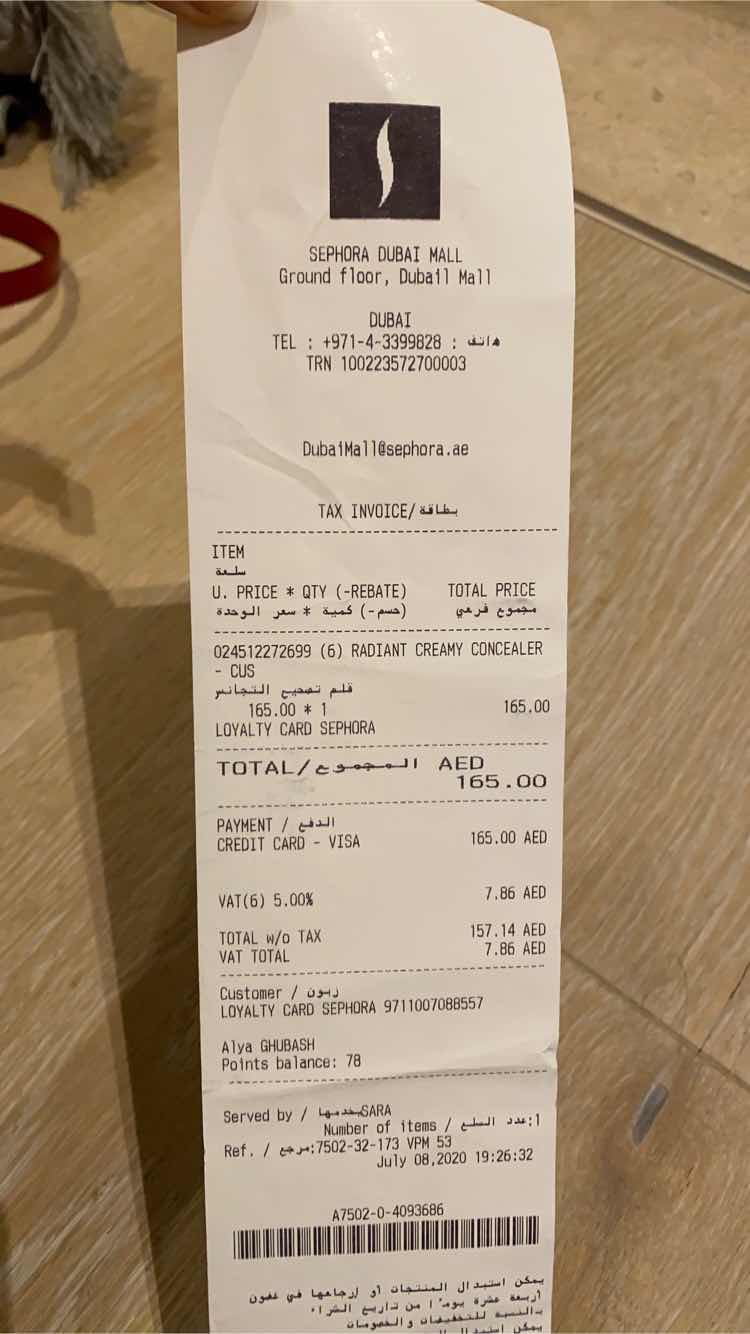 SEPHORA DUBAI MALL
Ground floor, Dubail Mall
DUBAI
TEL : +971-4-3399828 : هاتف
TRN 100223572700003
DubaiMall@sephora.ae
TAX INVOICE/بطاقة
ITEM
سلعة
U. PRICE * QTY (-REBATE) TOTAL PRICE
(حسم-) كمية * سعر الوحدة مجموع فرعي
024512272699 (6) RADIANT CREAMY CONCEALER
- CUS
قلم تصحيح التجانس
165.00 * 1 165.00
LOYALTY CARD SEPHORA
TOTAL/المجموع AED
165.00
PAYMENT / الدفع
CREDIT CARD - VISA 165.00 AED
VAT(6) 5.00% 7.86 AED
TOTAL w/o TAX 157.14 AED
VAT TOTAL 7.86 AED
Customer / زبون
LOYALTY CARD SEPHORA 9711007088557
Alya GHUBASH
Points balance: 78
Served by / يخدمها SARA
Number of items / عدد السلع :1
Ref. / مرجع:7502-32-173 VPM 53
July 08,2020 19:26:32
A7502-0-4093686
يمكن استبدال المنتجات أو إرجاعها في غضون
أربعة عشرة يوما من تاريخ الشراء
بالنسبة للتخفيضات والخصومات
يمكن استبدال